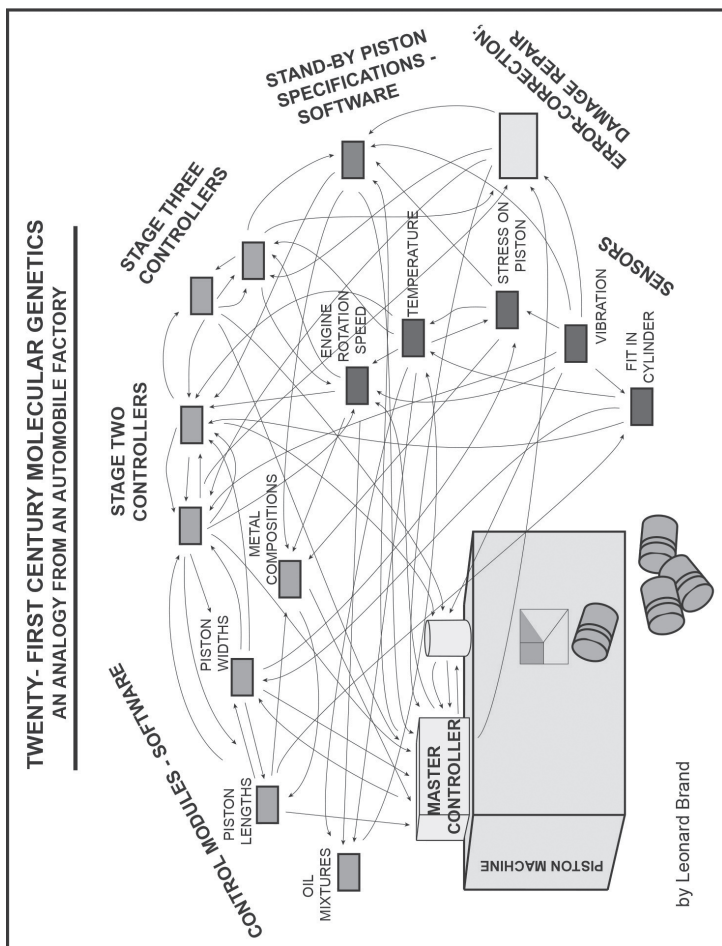 TWENTY- FIRST CENTURY MOLECULAR GENETICS
AN ANALOGY FROM AN AUTOMOBILE FACTORY
CONTROL MODULES - SOFTWARE
STAGE TWO
CONTROLLERS
STAGE THREE
CONTROLLERS
STAND-BY PISTON
SPECIFICATIONS -
SOFTWARE
ERROR-CORRECTION;
DAMAGE REPAIR
SENSORS
PISTON
LENGTHS
PISTON
WIDTHS
METAL
COMPOSITIONS
OIL
MIXTURES
ENGINE
ROTATION
SPEED
TEMPERATURE
STRESS ON
PISTON
VIBRATION
FIT IN
CYLINDER
MASTER
CONTROLLER
PISTON MACHINE
by Leonard Brand